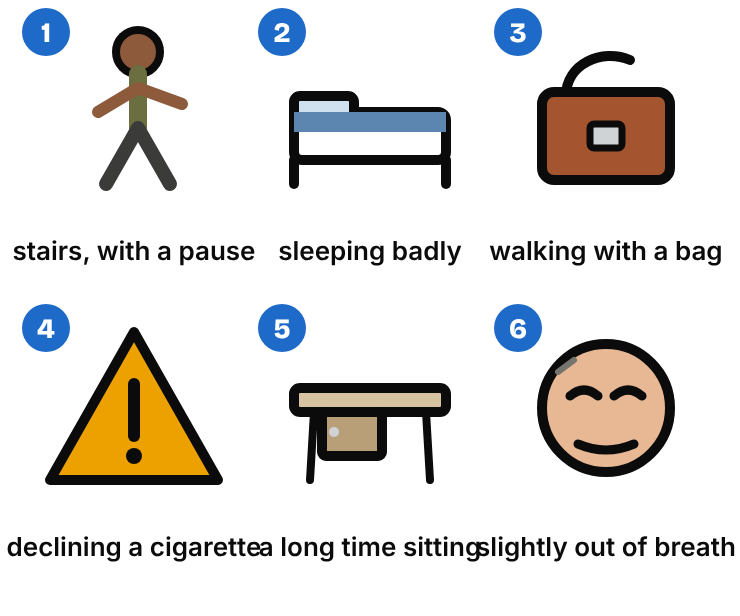 1
2
3
stairs, with a pause
sleeping badly
walking with a bag
4
5
6
declining a cigarette
a long time sitting
slightly out of breath